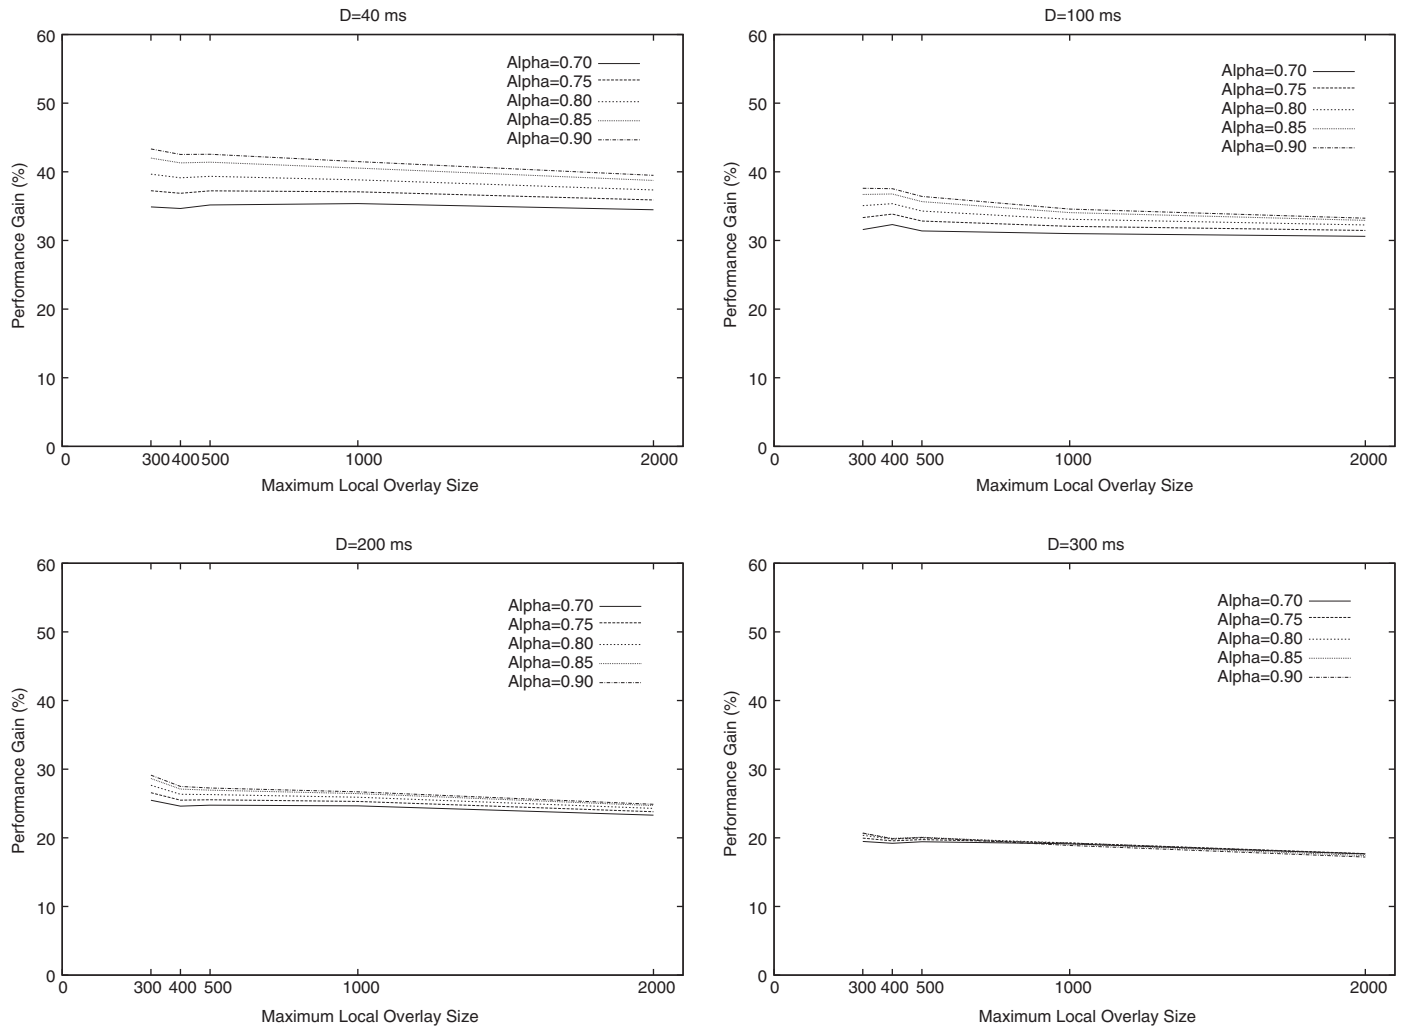 D=40 ms
60
50
40
30
20
10
0
Performance Gain (%)
Alpha=0.70
Alpha=0.75
Alpha=0.80
Alpha=0.85
Alpha=0.90
0 300 400 500 1000 2000
Maximum Local Overlay Size
D=100 ms
60
50
40
30
20
10
0
Performance Gain (%)
Alpha=0.70
Alpha=0.75
Alpha=0.80
Alpha=0.85
Alpha=0.90
0 300 400 500 1000 2000
Maximum Local Overlay Size
D=200 ms
60
50
40
30
20
10
0
Performance Gain (%)
Alpha=0.70
Alpha=0.75
Alpha=0.80
Alpha=0.85
Alpha=0.90
0 300 400 500 1000 2000
Maximum Local Overlay Size
D=300 ms
60
50
40
30
20
10
0
Performance Gain (%)
Alpha=0.70
Alpha=0.75
Alpha=0.80
Alpha=0.85
Alpha=0.90
0 300 400 500 1000 2000
Maximum Local Overlay Size